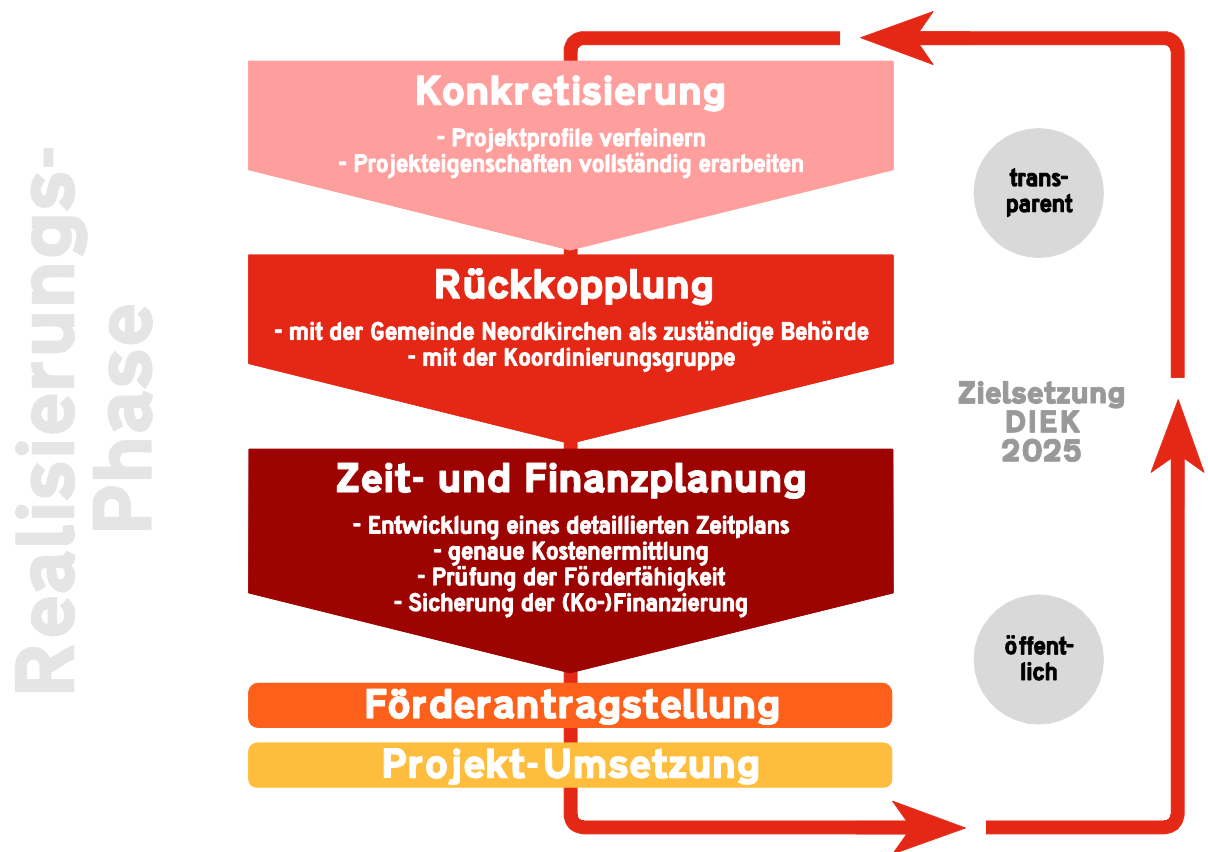 Realisierungs-
Phase
Konkretisierung
- Projektprofile verfeinern
- Projekteigenschaften vollständig erarbeiten
Rückkopplung
- mit der Gemeinde Neordkirchen als zuständige Behörde
- mit der Koordinierungsgruppe
Zeit- und Finanzplanung
- Entwicklung eines detaillierten Zeitplans
- genaue Kostenermittlung
- Prüfung der Förderfähigkeit
- Sicherung der (Ko-)Finanzierung
Förderantragstellung
Projekt-Umsetzung
trans-
parent
Zielsetzung
DIEK
2025
öffent-
lich